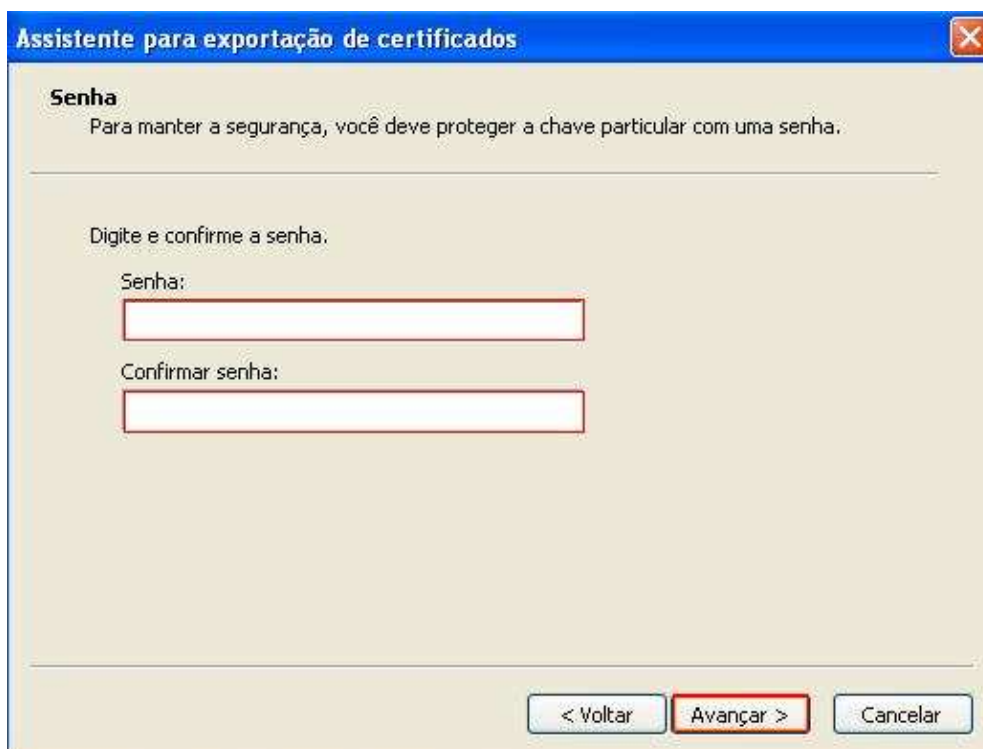 Assistente para exportação de certificados
Senha
Para manter a segurança, você deve proteger a chave particular com uma senha.
Digite e confirme a senha.
Senha:
Confirmar senha:
< Voltar
Avançar >
Cancelar